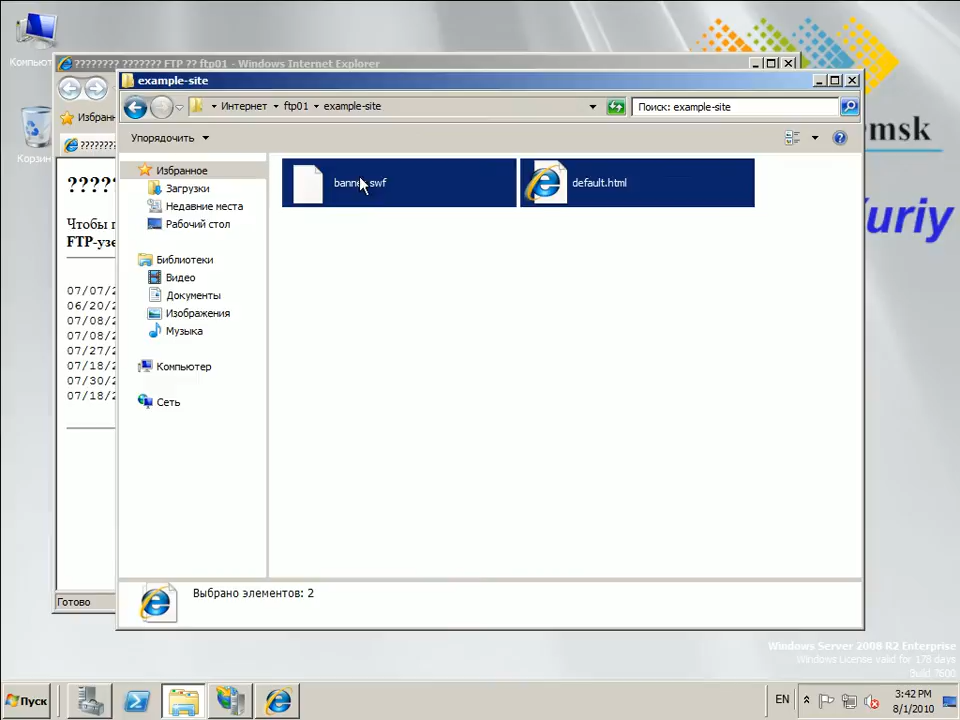 Компьют
Корзин
???????? ??????? FTP ?? ftp01 - Windows Internet Explorer
Избранн
????????
????
Чтобы п
FTP-узе
07/07/2
06/20/2
07/08/2
07/08/2
07/27/2
07/18/2
07/30/2
07/18/2
Готово
example-site
Интернет
ftp01
example-site
Поиск: example-site
Упорядочить
Избранное
Загрузки
Недавние места
Рабочий стол
Библиотеки
Видео
Документы
Изображения
Музыка
Компьютер
Сеть
default.html
Выбрано элементов: 2
emsk
Yuriy
Windows Server 2008 R2 Enterprise
Windows License valid for 178 days
Build 7600
Пуск
EN
3:42 PM
8/1/2010